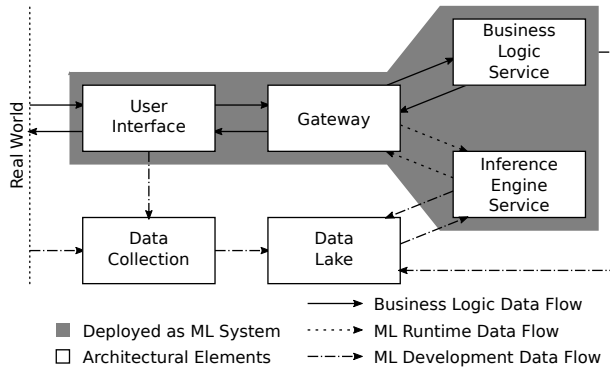 Real World
User
Interface
Gateway
Business
Logic
Service
Inference
Engine
Service
Data
Collection
Data
Lake
Business Logic Data Flow
Deployed as ML System
ML Runtime Data Flow
Architectural Elements
ML Development Data Flow